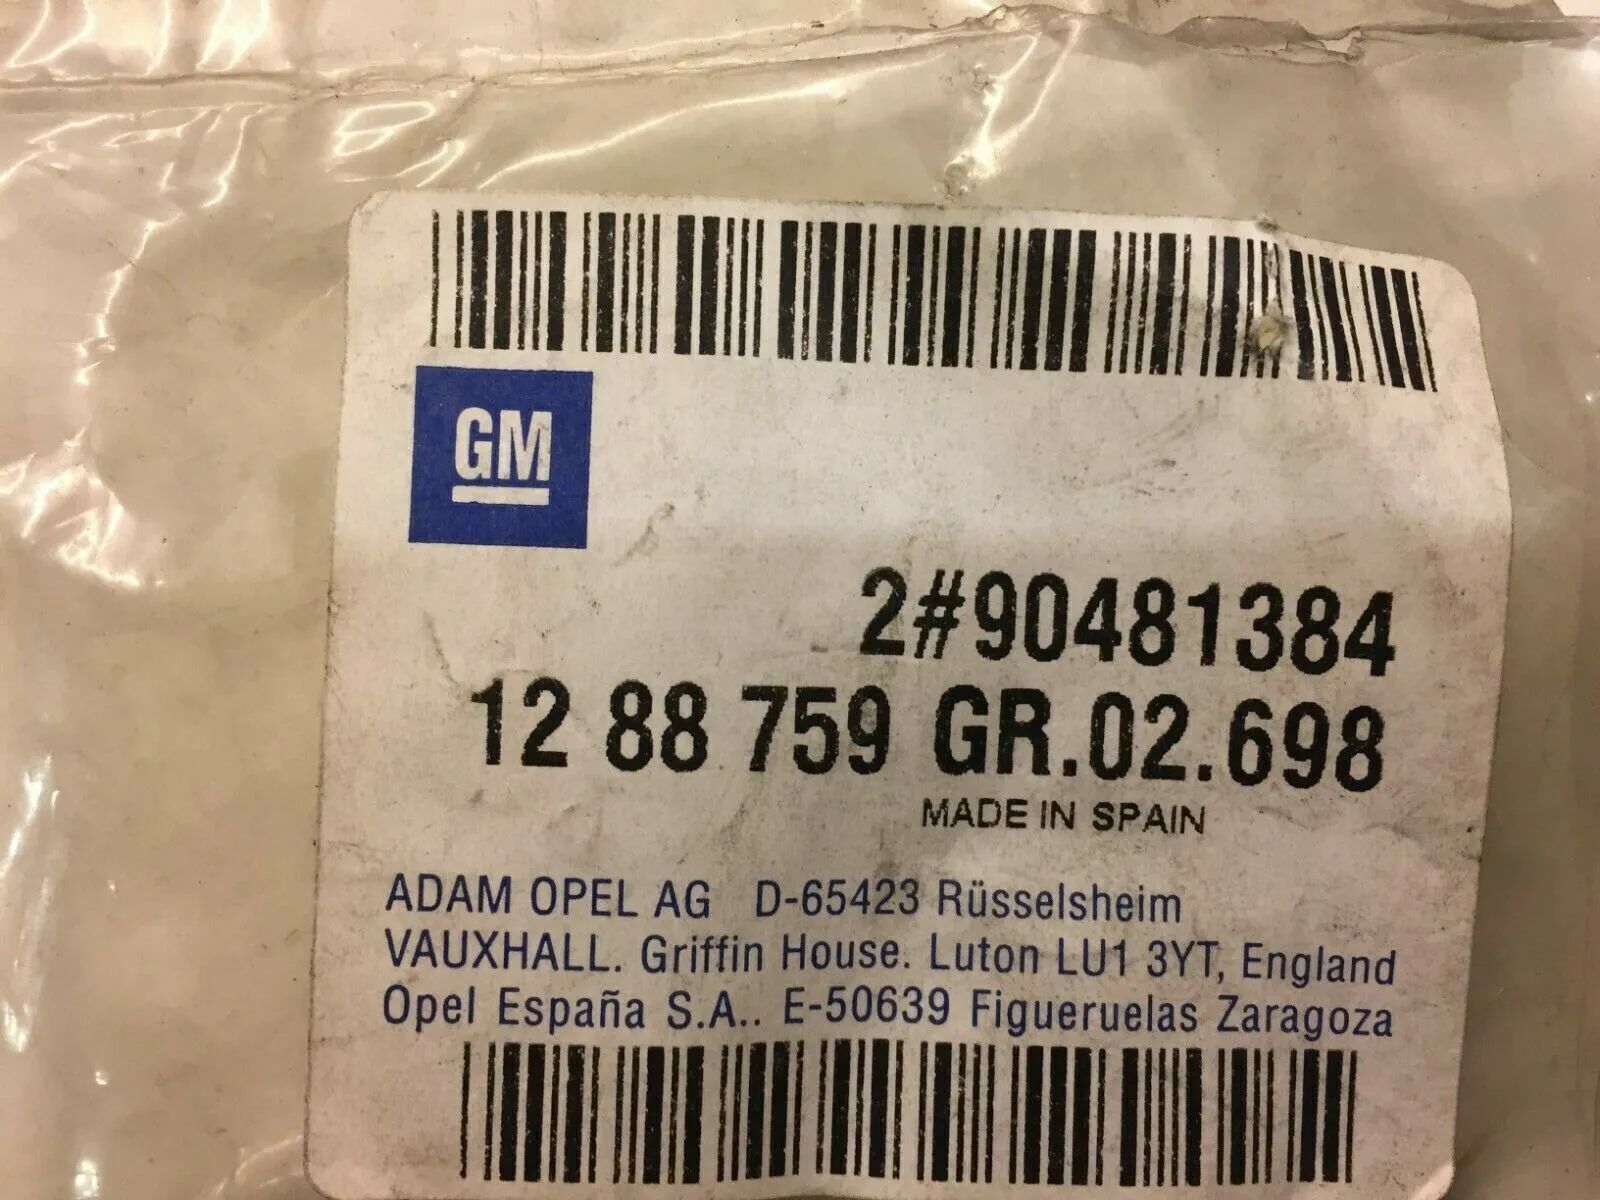 GM
2#90481384
12 88 759 GR.02.698
MADE IN SPAIN
ADAM OPEL AG D-65423 Rüsselsheim
VAUXHALL. Griffin House. Luton LU1 3YT, England
Opel España S.A.. E-50639 Figueruelas Zaragoza